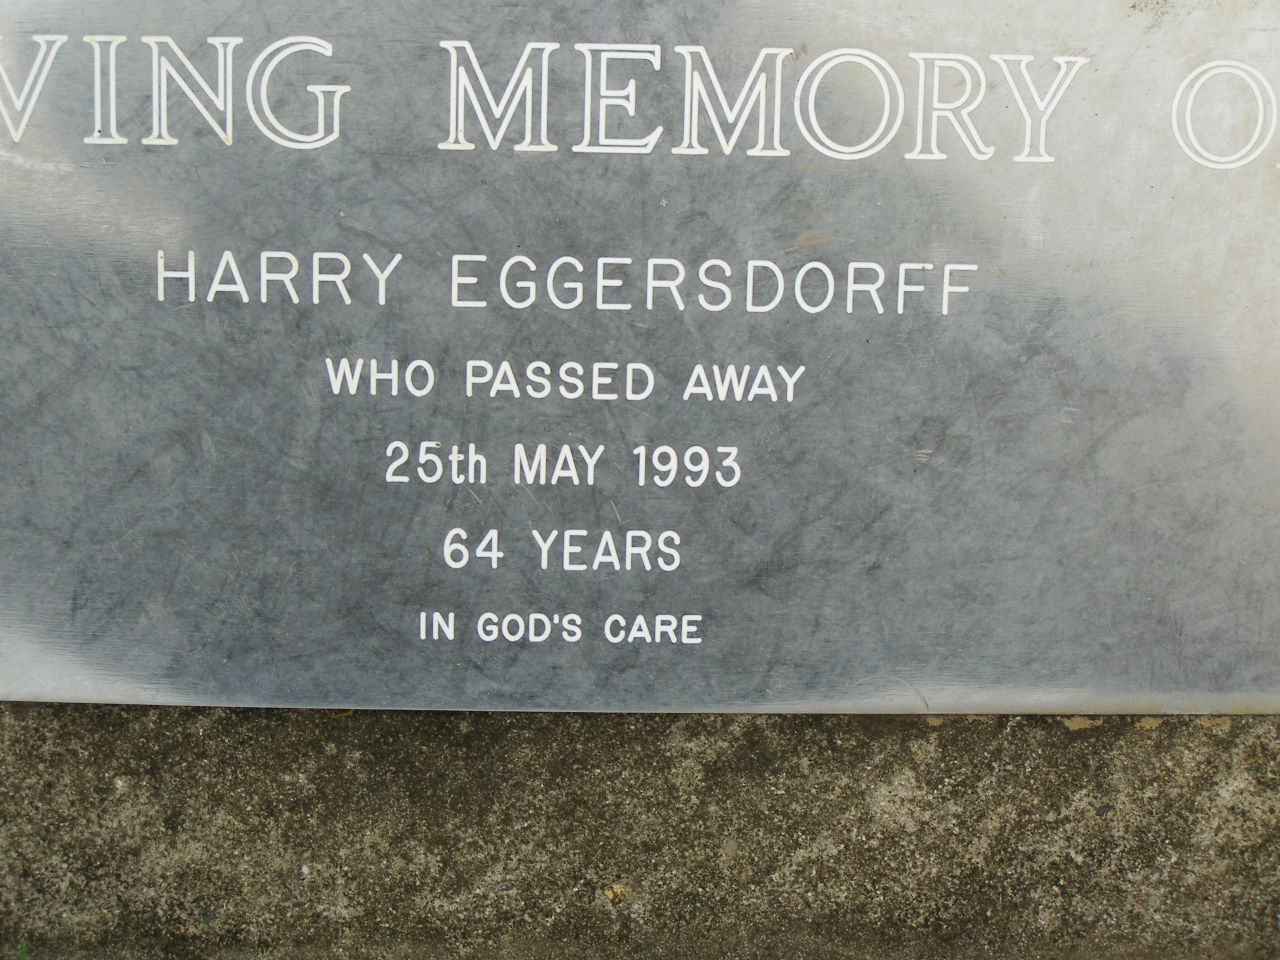 VING MEMORY O
HARRY EGGERSDORFF
WHO PASSED AWAY
25th MAY 1993
64 YEARS
IN GOD'S CARE